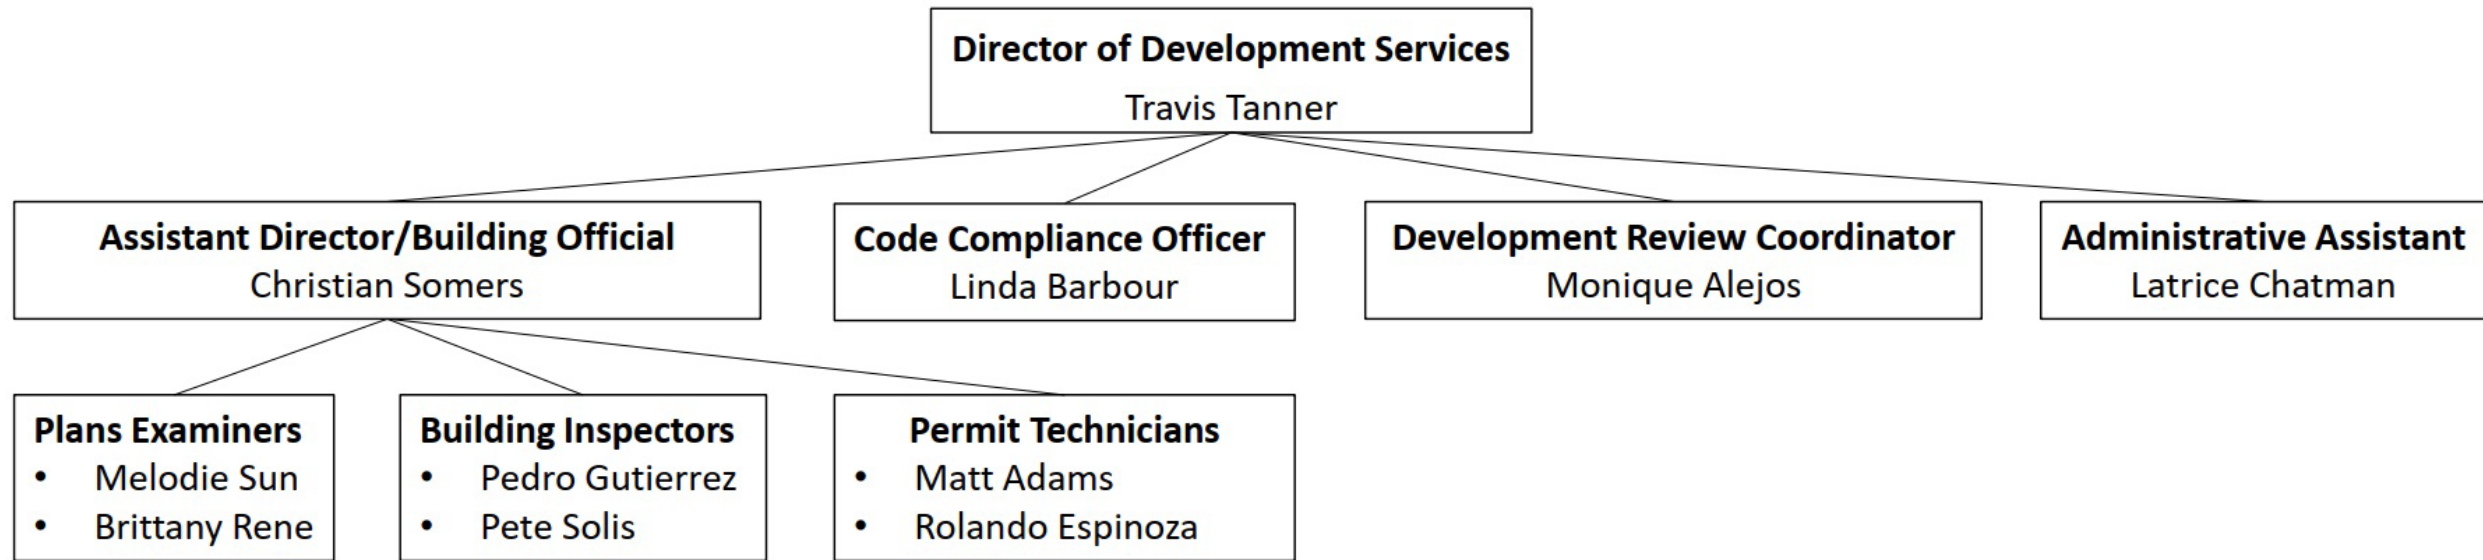 Director of Development Services
Travis Tanner
Assistant Director/Building Official
Christian Somers
Code Compliance Officer
Linda Barbour
Development Review Coordinator
Monique Alejos
Administrative Assistant
Latrice Chatman
Plans Examiners
• Melodie Sun
• Brittany Rene
Building Inspectors
• Pedro Gutierrez
• Pete Solis
Permit Technicians
• Matt Adams
• Rolando Espinoza